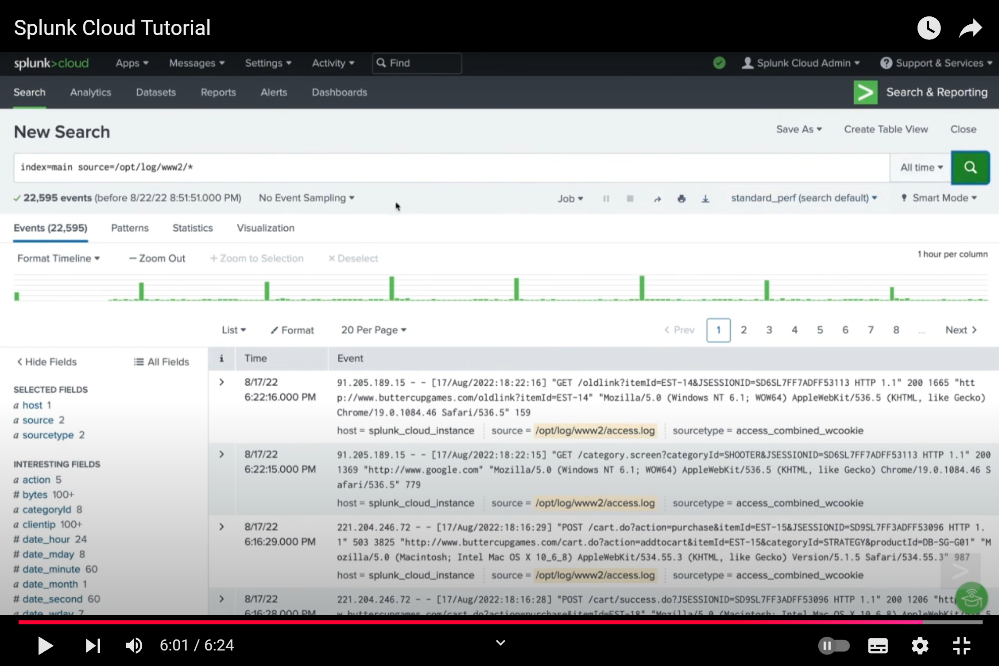 Splunk Cloud Tutorial
splunk>cloud Apps Messages Settings Activity Find Splunk Cloud Admin Support & Services
Search Analytics Datasets Reports Alerts Dashboards Search & Reporting
New Search Save As Create Table View Close
index=main source=/opt/log/www2/* All time
22,595 events (before 8/22/22 8:51:51.000 PM) No Event Sampling Job standard_perf (search default) Smart Mode
Events (22,595) Patterns Statistics Visualization
Format Timeline — Zoom Out + Zoom to Selection × Deselect 1 hour per column
List Format 20 Per Page < Prev 1 2 3 4 5 6 7 8 ... Next >
< Hide Fields All Fields
SELECTED FIELDS
a host 1
a source 2
a sourcetype 2
INTERESTING FIELDS
a action 5
# bytes 100+
a categoryId 8
a clientip 100+
# date_hour 24
# date_mday 8
# date_minute 60
a date_month 1
# date_second 60
a date_wday 7
i Time Event
> 8/17/22
6:22:16.000 PM
91.205.189.15 - - [17/Aug/2022:18:22:16] "GET /oldlink?itemId=EST-14&JSESSIONID=SD6SL7FF7ADFF53113 HTTP 1.1" 200 1665 "htt
p://www.buttercupgames.com/oldlink?itemId=EST-14" "Mozilla/5.0 (Windows NT 6.1; WOW64) AppleWebKit/536.5 (KHTML, like Gecko)
Chrome/19.0.1084.46 Safari/536.5" 159
host = splunk_cloud_instance source = /opt/log/www2/access.log sourcetype = access_combined_wcookie
> 8/17/22
6:22:15.000 PM
91.205.189.15 - - [17/Aug/2022:18:22:15] "GET /category.screen?categoryId=SHOOTER&JSESSIONID=SD6SL7FF7ADFF53113 HTTP 1.1" 200
1369 "http://www.google.com" "Mozilla/5.0 (Windows NT 6.1; WOW64) AppleWebKit/536.5 (KHTML, like Gecko) Chrome/19.0.1084.46 S
afari/536.5" 779
host = splunk_cloud_instance source = /opt/log/www2/access.log sourcetype = access_combined_wcookie
> 8/17/22
6:16:29.000 PM
221.204.246.72 - - [17/Aug/2022:18:16:29] "POST /cart.do?action=purchase&itemId=EST-15&JSESSIONID=SD9SL7FF3ADFF53096 HTTP 1.
1" 503 3825 "http://www.buttercupgames.com/cart.do?action=addtocart&itemId=EST-15&categoryId=STRATEGY&productId=DB-SG-G01" "M
ozilla/5.0 (Macintosh; Intel Mac OS X 10_6_8) AppleWebKit/534.55.3 (KHTML, like Gecko) Version/5.1.5 Safari/534.55.3" 987
host = splunk_cloud_instance source = /opt/log/www2/access.log sourcetype = access_combined_wcookie
> 8/17/22
6:16:28.000 PM
221.204.246.72 - - [17/Aug/2022:18:16:28] "POST /cart/success.do?JSESSIONID=SD9SL7FF3ADFF53096 HTTP 1.1" 200 1206 "htt
w.buttercupgames.com/cart.do?action=purchase&itemId=EST-18" "Mozilla/5.0 (Macintosh; Intel Mac OS X 10_6_8) AppleWebKit/
6:01 / 6:24